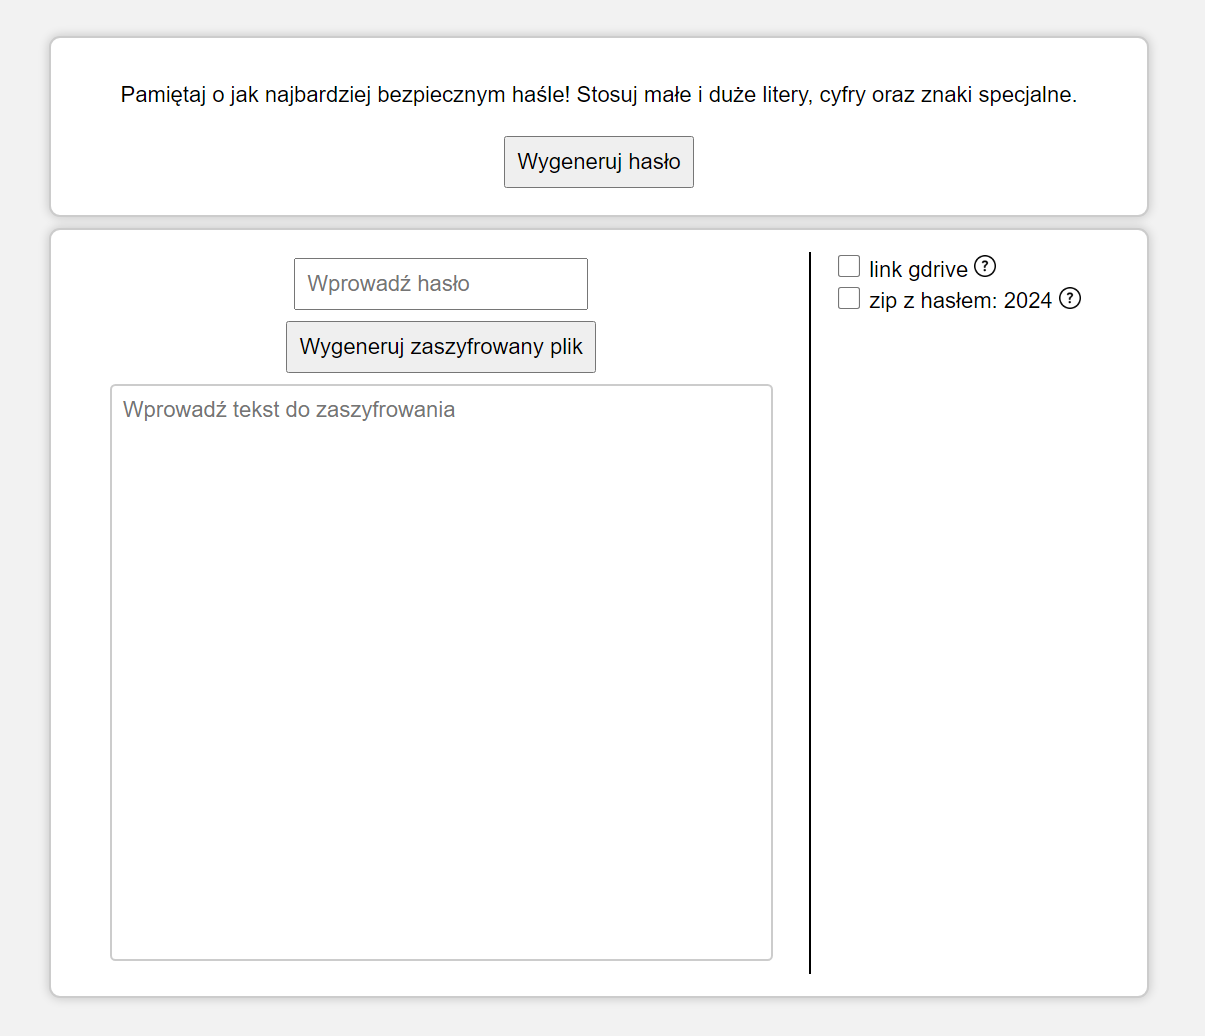 Pamiętaj o jak najbardziej bezpiecznym haśle! Stosuj małe i duże litery, cyfry oraz znaki specjalne.
Wygeneruj hasło
Wprowadź hasło
Wygeneruj zaszyfrowany plik
Wprowadź tekst do zaszyfrowania
link gdrive ?
zip z hasłem: 2024 ?